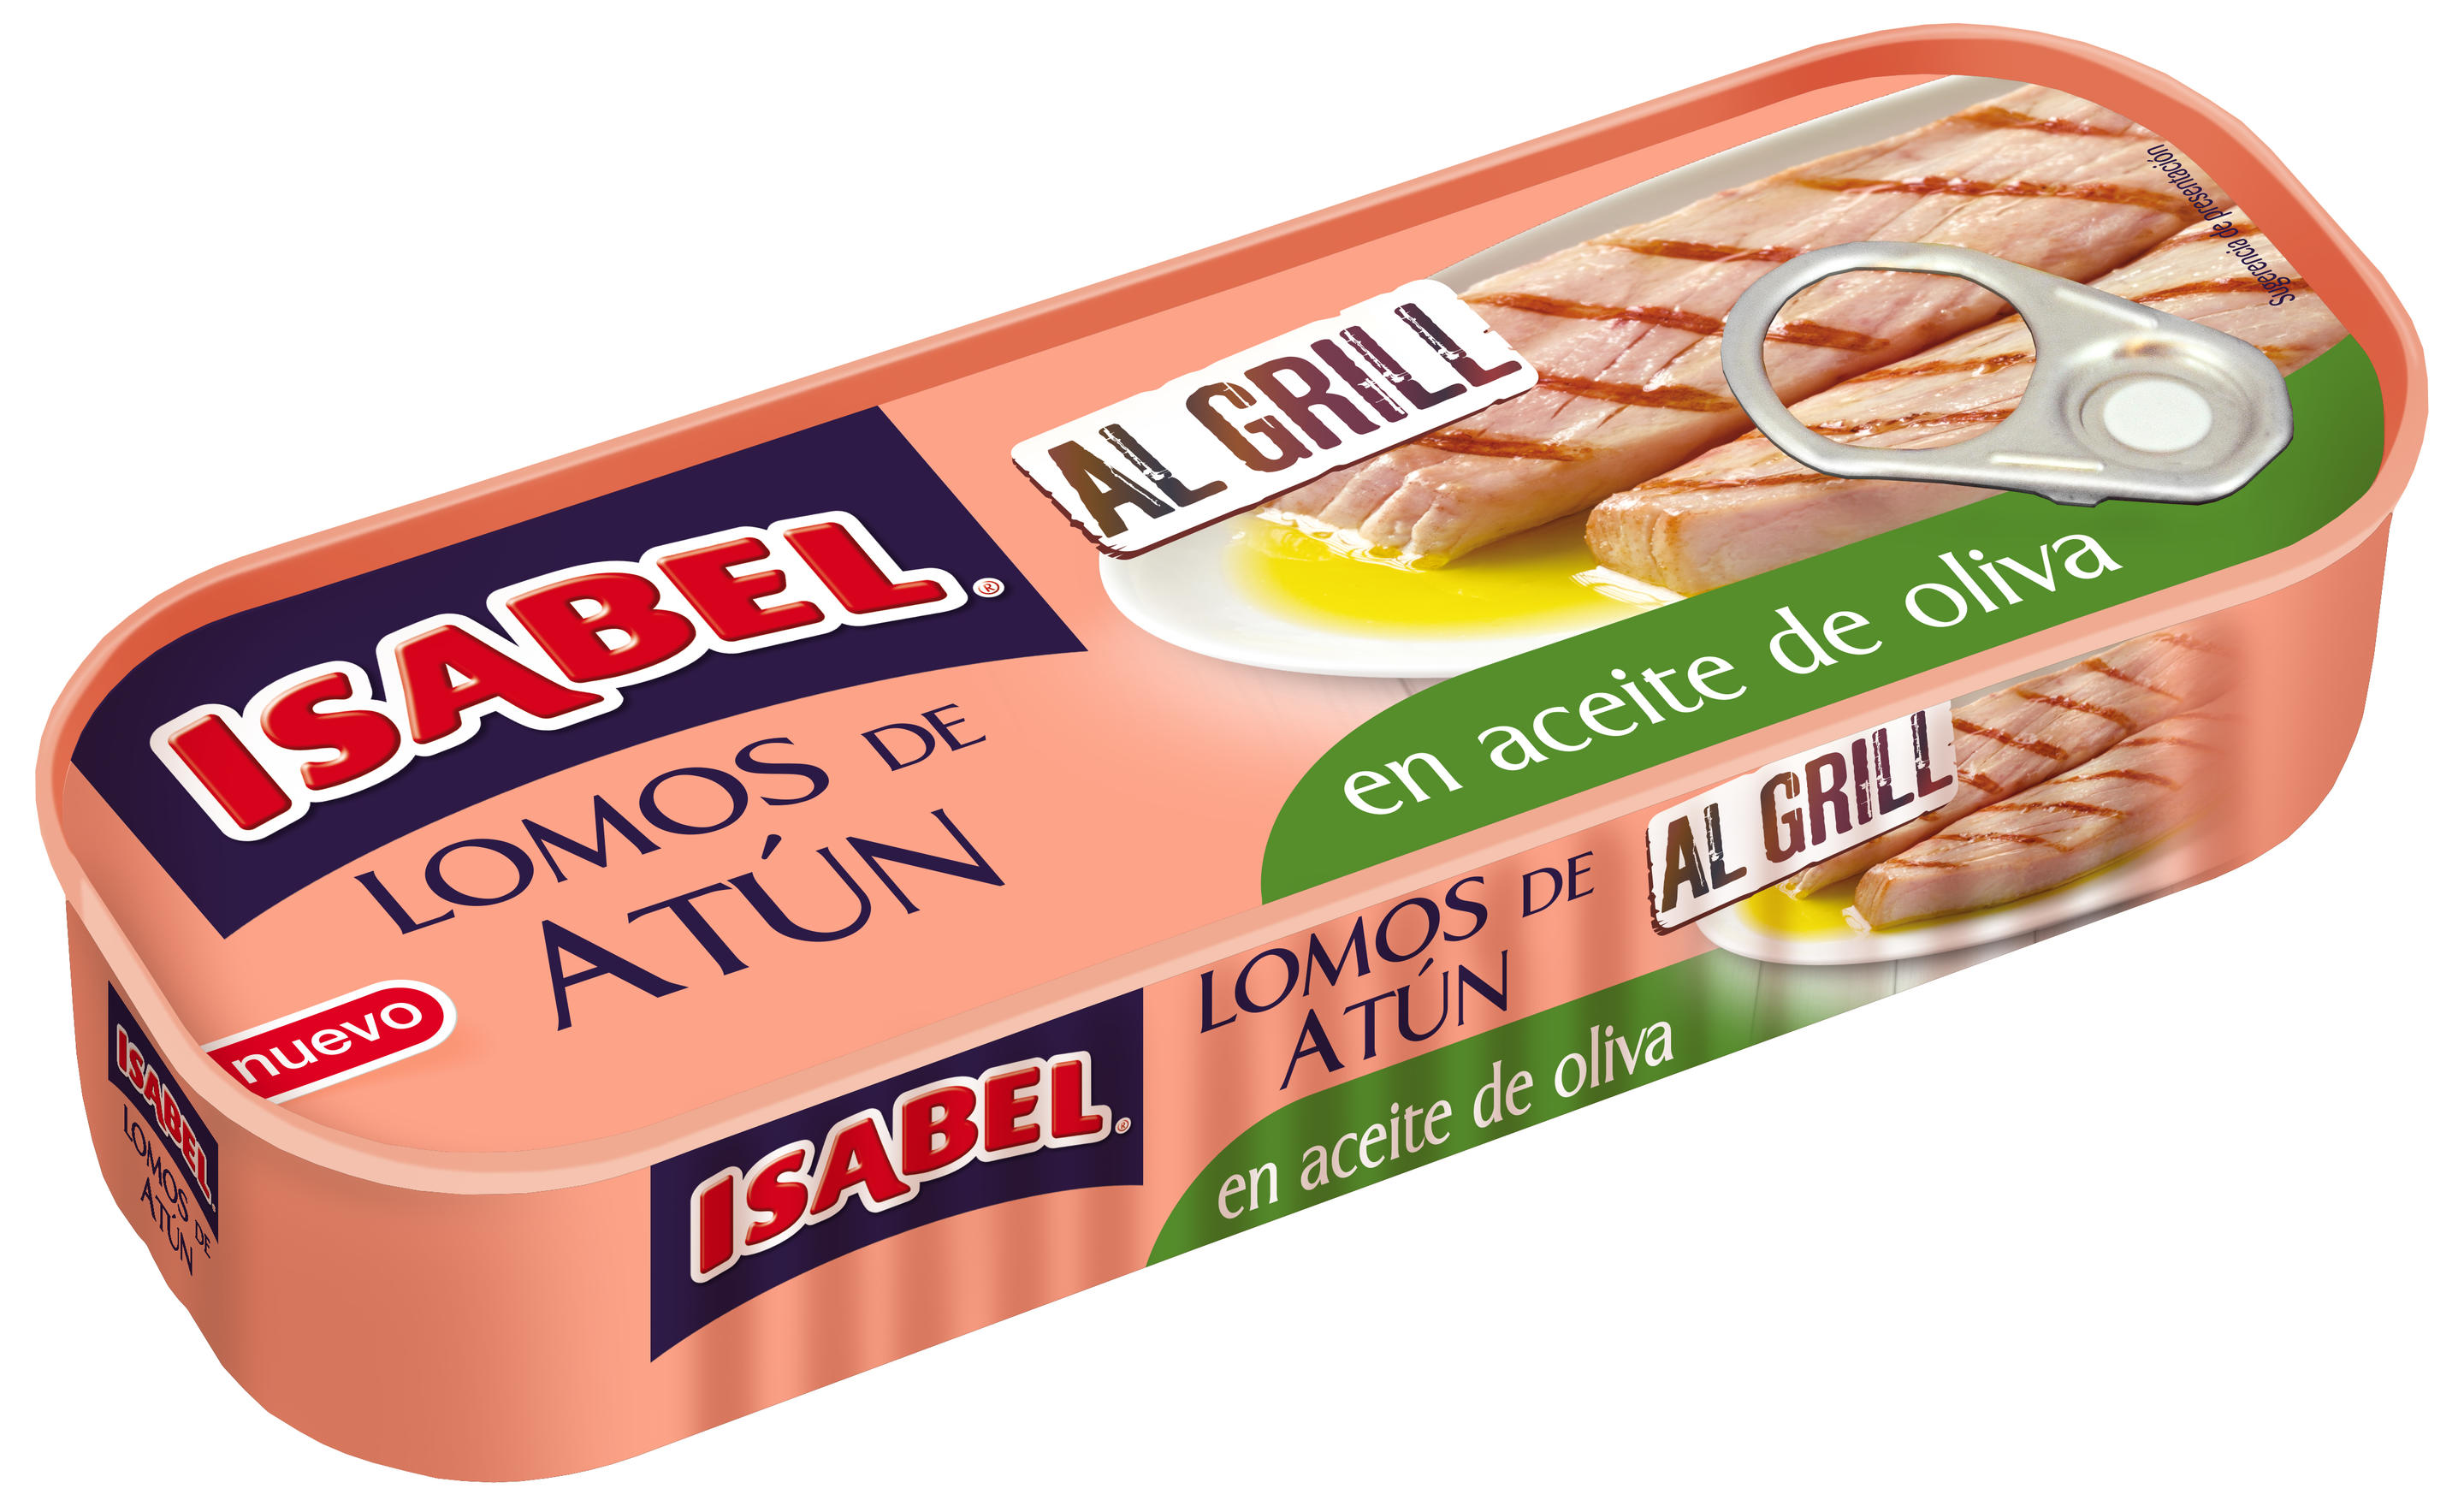 ISABEL®
LOMOS DE
ATÚN
nuevo
AL GRILL
en aceite de oliva
Sugerencia de presentación
ISABEL®
LOMOS DE
ATÚN
en aceite de oliva
AL GRILL
ISABEL
LOMOS DE
ATÚN